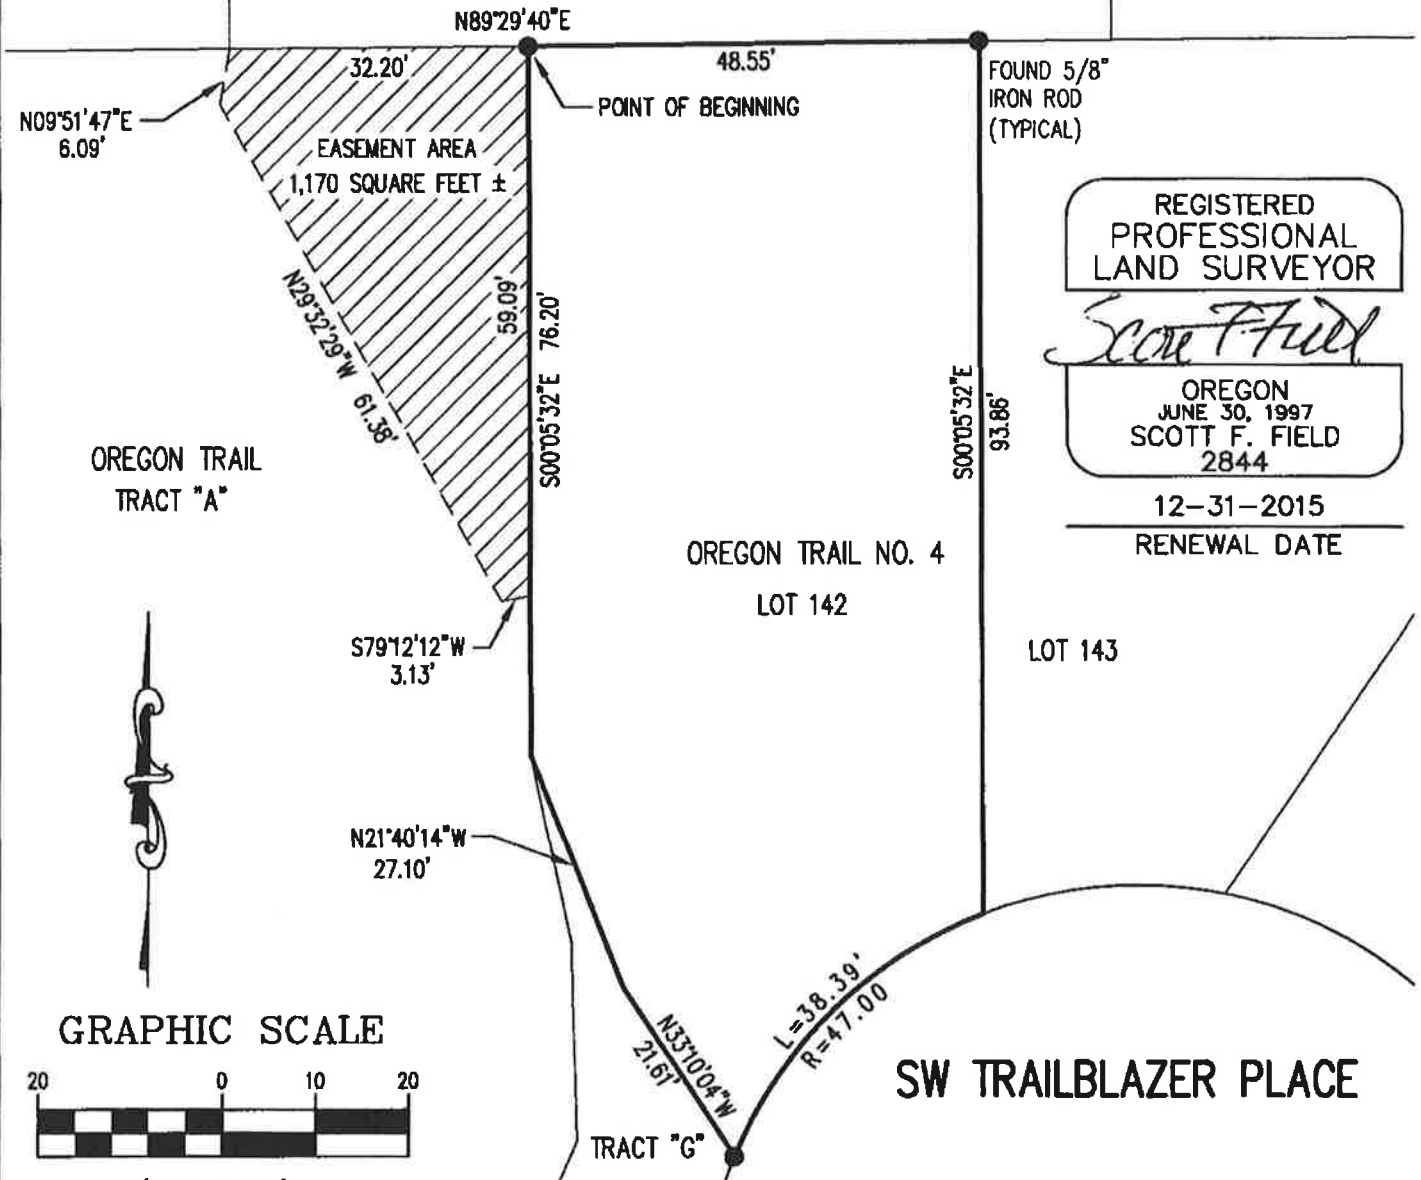 N89°29'40"E
32.20'
48.55'
POINT OF BEGINNING
FOUND 5/8"
IRON ROD
(TYPICAL)
N09°51'47"E
6.09'
EASEMENT AREA
1,170 SQUARE FEET ±
REGISTERED
PROFESSIONAL
LAND SURVEYOR
Scott F. Field
OREGON
JUNE 30, 1997
SCOTT F. FIELD
2844
12-31-2015
RENEWAL DATE
N29°32'29"W 61.38'
59.09'
S00°05'32"E 76.20'
S00°05'32"E
93.86'
OREGON TRAIL
TRACT "A"
OREGON TRAIL NO. 4
LOT 142
LOT 143
S79°12'12"W
3.13'
N21°40'14"W
27.10'
N33°10'04"W
21.61'
L=38.39'
R=47.00
SW TRAILBLAZER PLACE
TRACT "G"
GRAPHIC SCALE
20 0 10 20